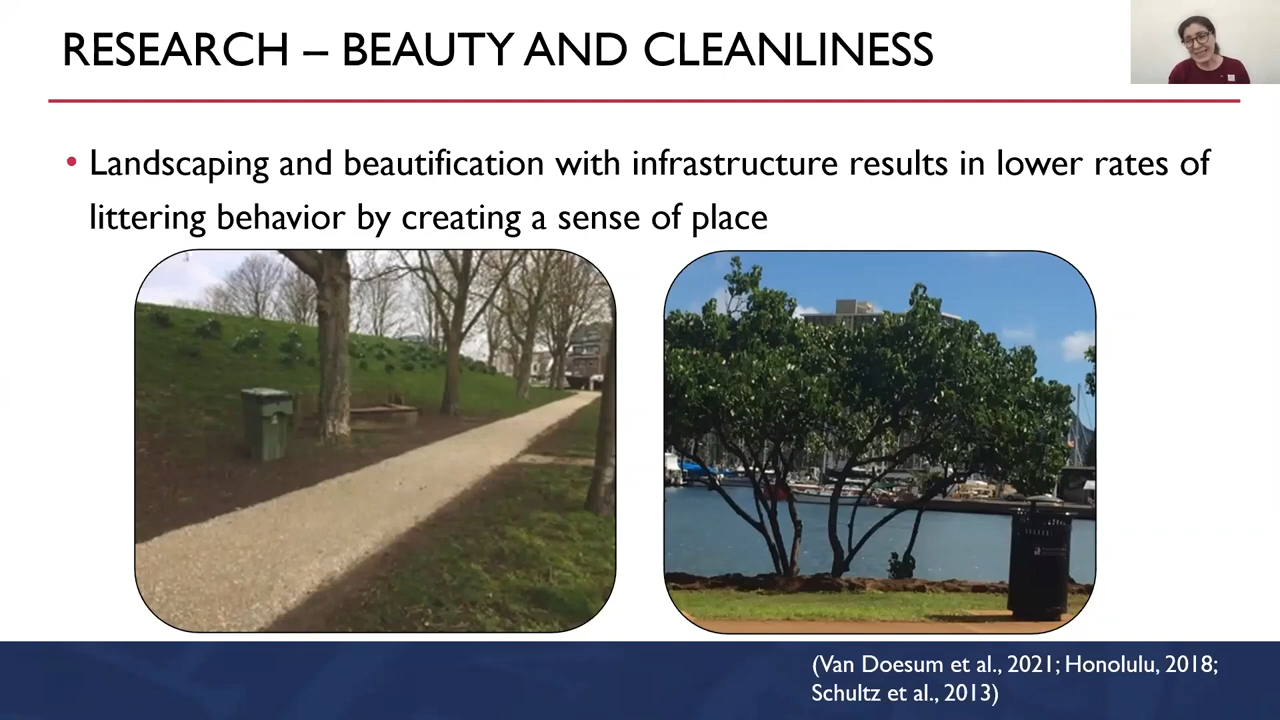 RESEARCH – BEAUTY AND CLEANLINESS
• Landscaping and beautification with infrastructure results in lower rates of
littering behavior by creating a sense of place
(Van Doesum et al., 2021; Honolulu, 2018;
Schultz et al., 2013)